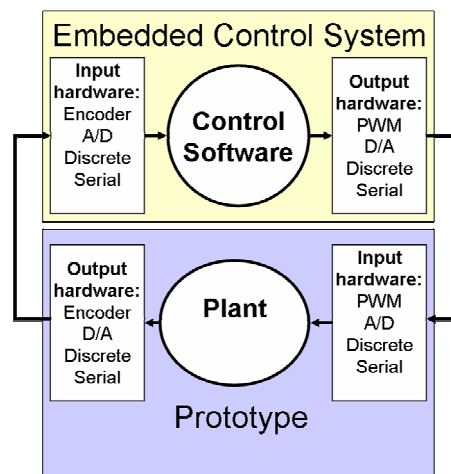 Embedded Control System
Input
hardware:
Encoder
A/D
Discrete
Serial
Control
Software
Output
hardware:
PWM
D/A
Discrete
Serial
Output
hardware:
Encoder
D/A
Discrete
Serial
Plant
Input
hardware:
PWM
A/D
Discrete
Serial
Prototype